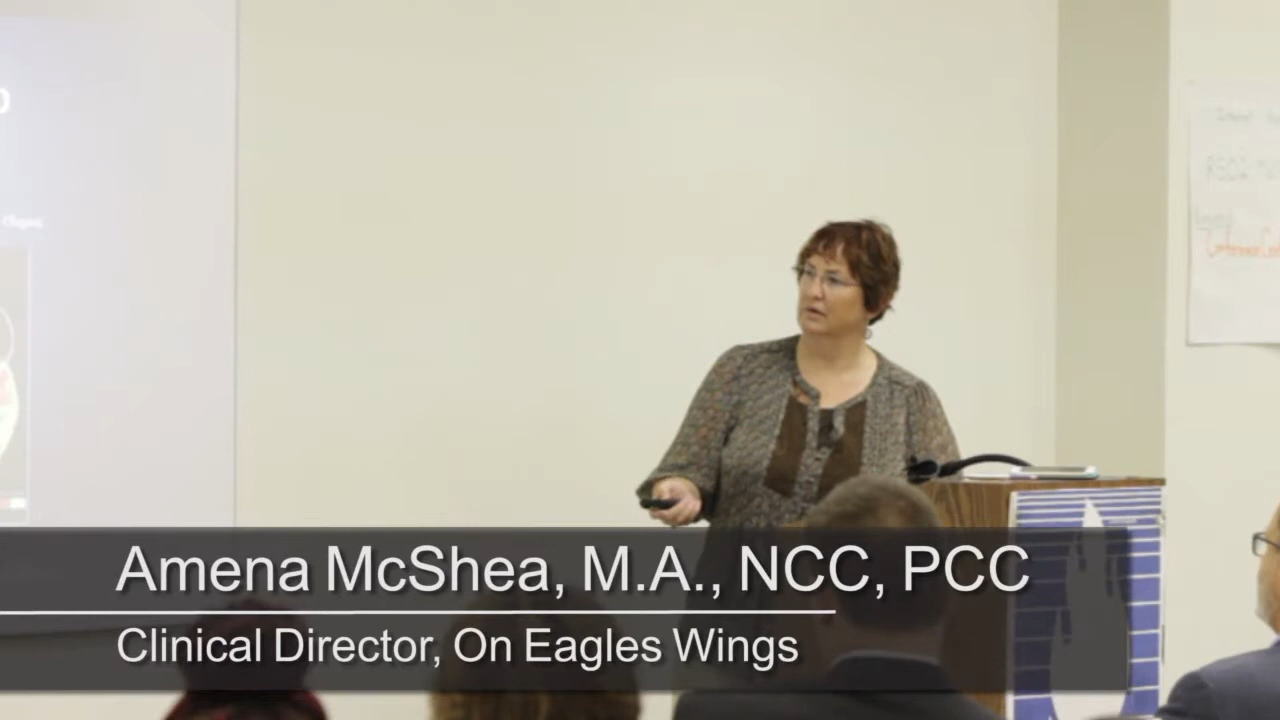 Amena McShea, M.A., NCC, PCC
Clinical Director, On Eagles Wings